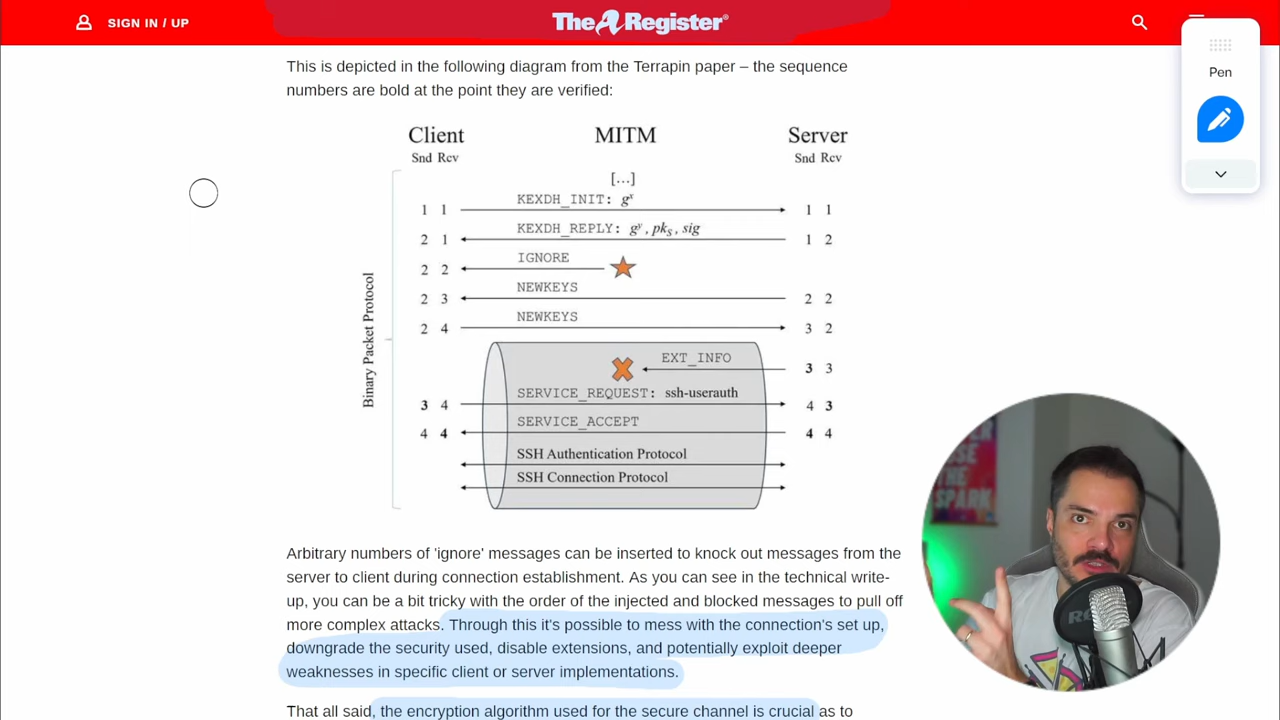 SIGN IN / UP
The Register®
Pen
This is depicted in the following diagram from the Terrapin paper – the sequence
numbers are bold at the point they are verified:
Client MITM Server
Snd Rcv Snd Rcv
[...]
KEXDH_INIT: gˣ
1 1 1 1
KEXDH_REPLY: gʸ, pkₛ, sig
2 1 1 2
IGNORE
2 2
NEWKEYS
2 3 2 2
NEWKEYS
2 4 3 2
Binary Packet Protocol
EXT_INFO
3 3
SERVICE_REQUEST: ssh-userauth
3 4 4 3
SERVICE_ACCEPT
4 4 4 4
SSH Authentication Protocol
SSH Connection Protocol
Arbitrary numbers of 'ignore' messages can be inserted to knock out messages from the
server to client during connection establishment. As you can see in the technical write-
up, you can be a bit tricky with the order of the injected and blocked messages to pull off
more complex attacks. Through this it's possible to mess with the connection's set up,
downgrade the security used, disable extensions, and potentially exploit deeper
weaknesses in specific client or server implementations.
That all said, the encryption algorithm used for the secure channel is crucial as to